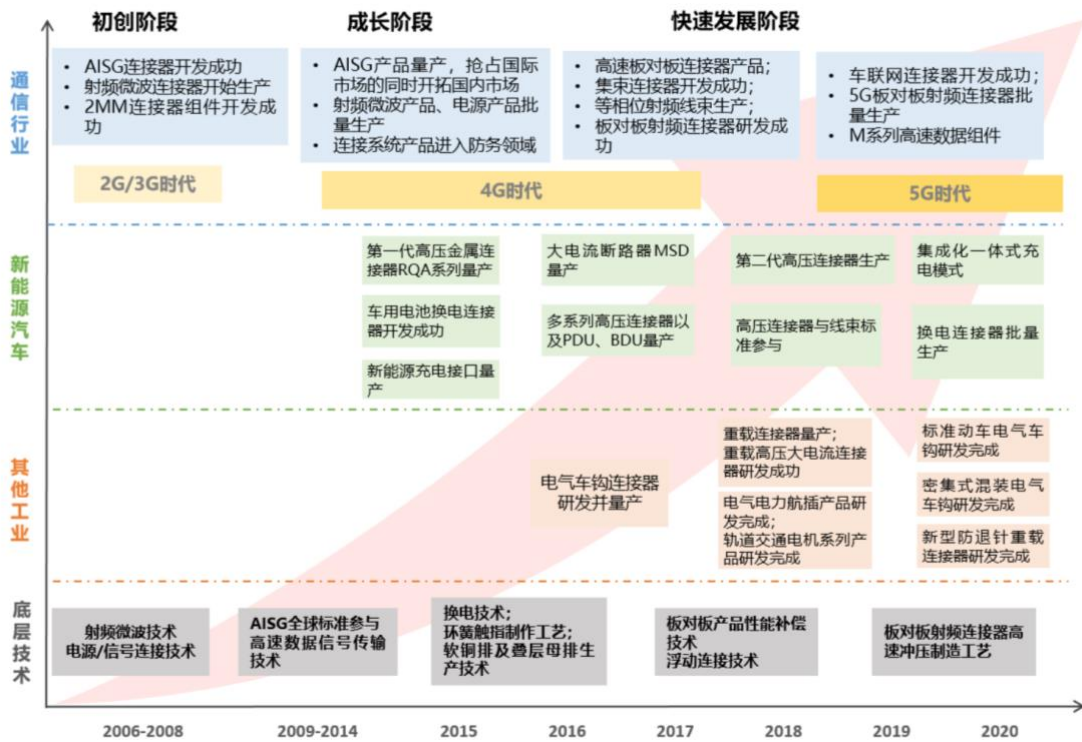 初创阶段
成长阶段
快速发展阶段
通信行业
• AISG连接器开发成功
• 射频微波连接器开始生产
• 2MM连接器组件开发成
功
• AISG产品量产，抢占国际
市场的同时开拓国内市场
• 射频微波产品、电源产品批
量生产
• 连接系统产品进入防务领域
• 高速板对板连接器产品；
• 集束连接器开发成功；
• 等相位射频线束生产；
• 板对板射频连接器研发成
功
• 车联网连接器开发成功；
• 5G板对板射频连接器批
量生产
• M系列高速数据组件
2G/3G时代
4G时代
5G时代
新能源汽车
第一代高压金属连
接器RQA系列量产
车用电池换电连接
器开发成功
新能源充电接口量
产
大电流断路器MSD
量产
多系列高压连接器以
及PDU、BDU量产
第二代高压连接器生产
高压连接器与线束标
准参与
集成化一体式充
电模式
换电连接器批量
生产
其他工业
电气车钩连接器
研发并量产
重载连接器量产；
重载高压大电流连接
器研发成功
电气电力航插产品研
发完成；
轨道交通电机系列产
品研发完成
标准动车电气车
钩研发完成
密集式混装电气
车钩研发完成
新型防退针重载
连接器研发完成
底层技术
射频微波技术
电源/信号连接技术
AISG全球标准参与
高速数据信号传输
技术
换电技术；
环簧触指制作工艺；
软铜排及叠层母排生
产技术
板对板产品性能补偿
技术
浮动连接技术
板对板射频连接器高
速冲压制造工艺
2006-2008
2009-2014
2015
2016
2017
2018
2019
2020